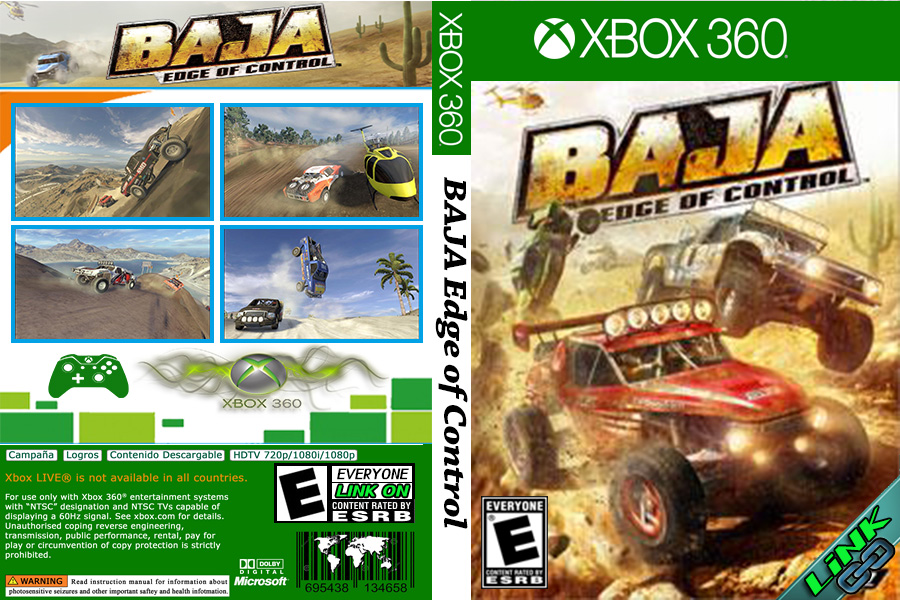 BAJA
EDGE OF CONTROL
Campaña Logros Contenido Descargable HDTV 720p/1080i/1080p
Xbox LIVE® is not available in all countries.
For use only with Xbox 360® entertainment systems
with “NTSC” designation and NTSC TVs capable of
displaying a 60Hz signal. See xbox.com for details.
Unauthorised coping reverse engineering,
transmission, public performance, rental, pay for
play or circumvention of copy protection is strictly
prohibited.
WARNING Read instruction manual for information about
photosensitive seizures and other important saftey and health infotmation.
XBOX 360
E
EVERYONE
LINK ON
CONTENT RATED BY
ESRB
DOLBY
DIGITAL
Microsoft
695438 134658
XBOX 360
BAJA Edge of Control
XBOX 360
BAJA
EDGE OF CONTROL
EVERYONE
E
CONTENT RATED BY
ESRB
LiNK